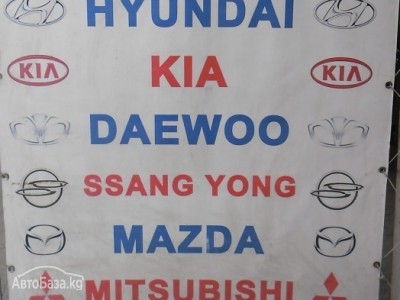 HYUNDAI
KIA KIA KIA
DAEWOO
SSANG YONG
MAZDA
MITSUBISHI
АвтоБаза.kg